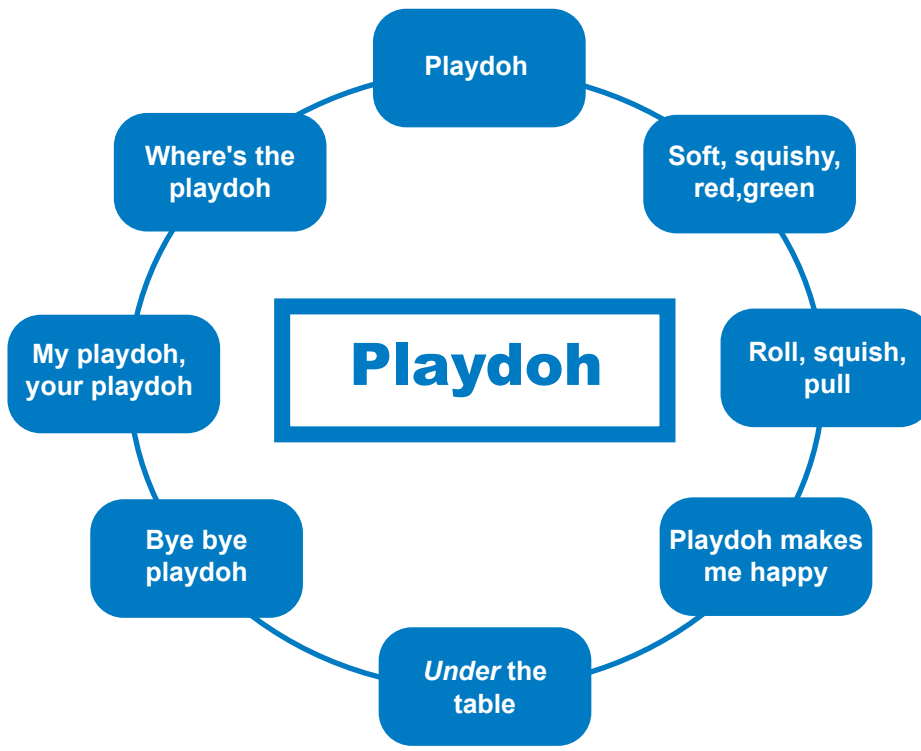 Playdoh
Soft, squishy,
red,green
Roll, squish,
pull
Playdoh makes
me happy
Under the
table
Bye bye
playdoh
My playdoh,
your playdoh
Where's the
playdoh
Playdoh